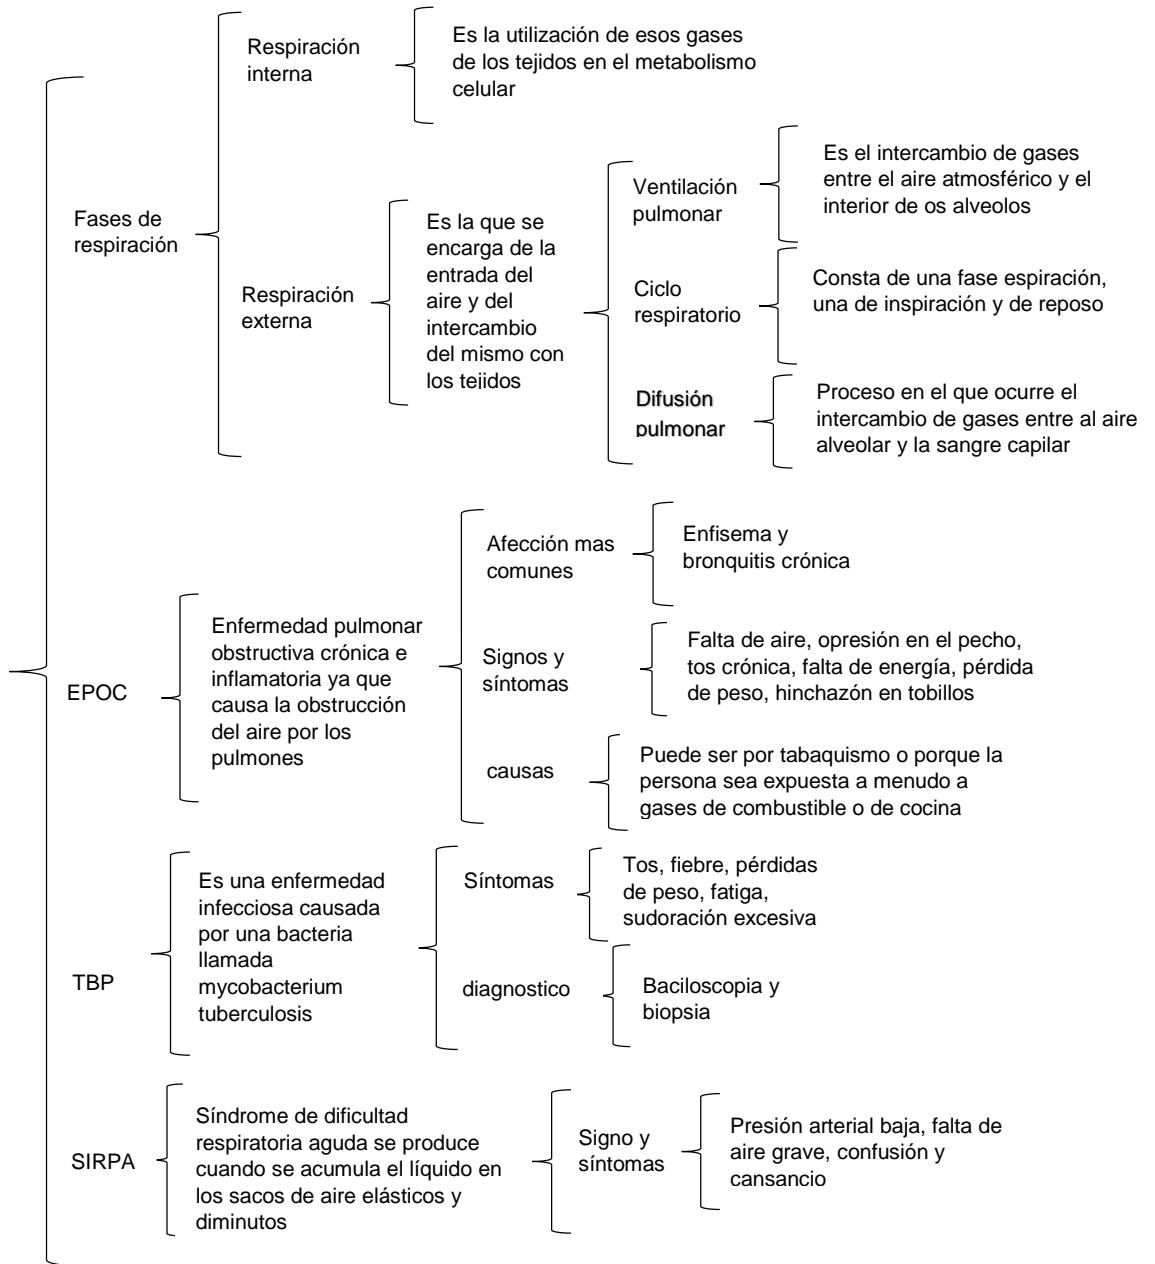 Fases de
respiración
Respiración
interna
Es la utilización de esos gases
de los tejidos en el metabolismo
celular
Respiración
externa
Es la que se
encarga de la
entrada del
aire y del
intercambio
del mismo con
los tejidos
Ventilación
pulmonar
Es el intercambio de gases
entre el aire atmosférico y el
interior de os alveolos
Ciclo
respiratorio
Consta de una fase espiración,
una de inspiración y de reposo
Difusión
pulmonar
Proceso en el que ocurre el
intercambio de gases entre al aire
alveolar y la sangre capilar
EPOC
Enfermedad pulmonar
obstructiva crónica e
inflamatoria ya que
causa la obstrucción
del aire por los
pulmones
Afección mas
comunes
Enfisema y
bronquitis crónica
Signos y
síntomas
Falta de aire, opresión en el pecho,
tos crónica, falta de energía, pérdida
de peso, hinchazón en tobillos
causas
Puede ser por tabaquismo o porque la
persona sea expuesta a menudo a
gases de combustible o de cocina
TBP
Es una enfermedad
infecciosa causada
por una bacteria
llamada
mycobacterium
tuberculosis
Síntomas
Tos, fiebre, pérdidas
de peso, fatiga,
sudoración excesiva
diagnostico
Baciloscopia y
biopsia
SIRPA
Síndrome de dificultad
respiratoria aguda se produce
cuando se acumula el líquido en
los sacos de aire elásticos y
diminutos
Signo y
síntomas
Presión arterial baja, falta de
aire grave, confusión y
cansancio